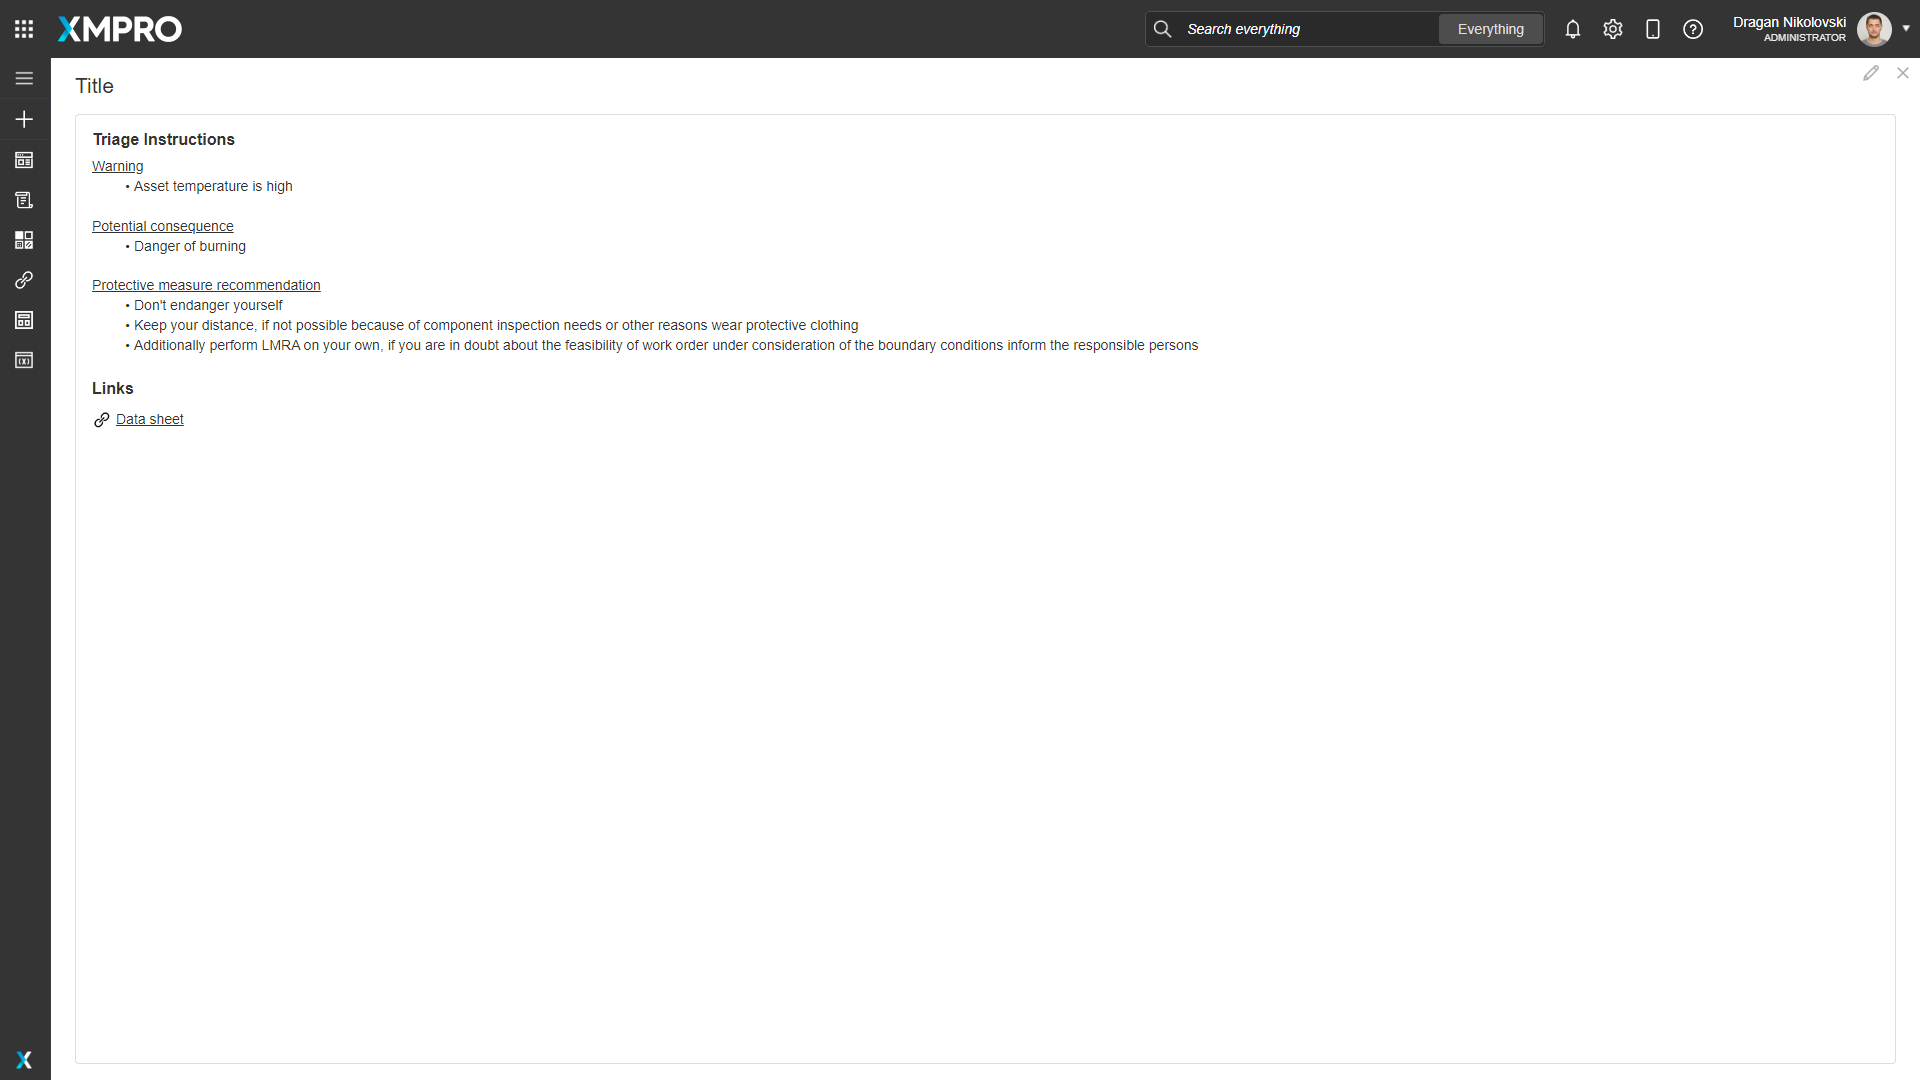 XMPRO
Search everything
Everything
Dragan Nikolovski
ADMINISTRATOR
Title
Triage Instructions
Warning
• Asset temperature is high
Potential consequence
• Danger of burning
Protective measure recommendation
• Don't endanger yourself
• Keep your distance, if not possible because of component inspection needs or other reasons wear protective clothing
• Additionally perform LMRA on your own, if you are in doubt about the feasibility of work order under consideration of the boundary conditions inform the responsible persons
Links
Data sheet